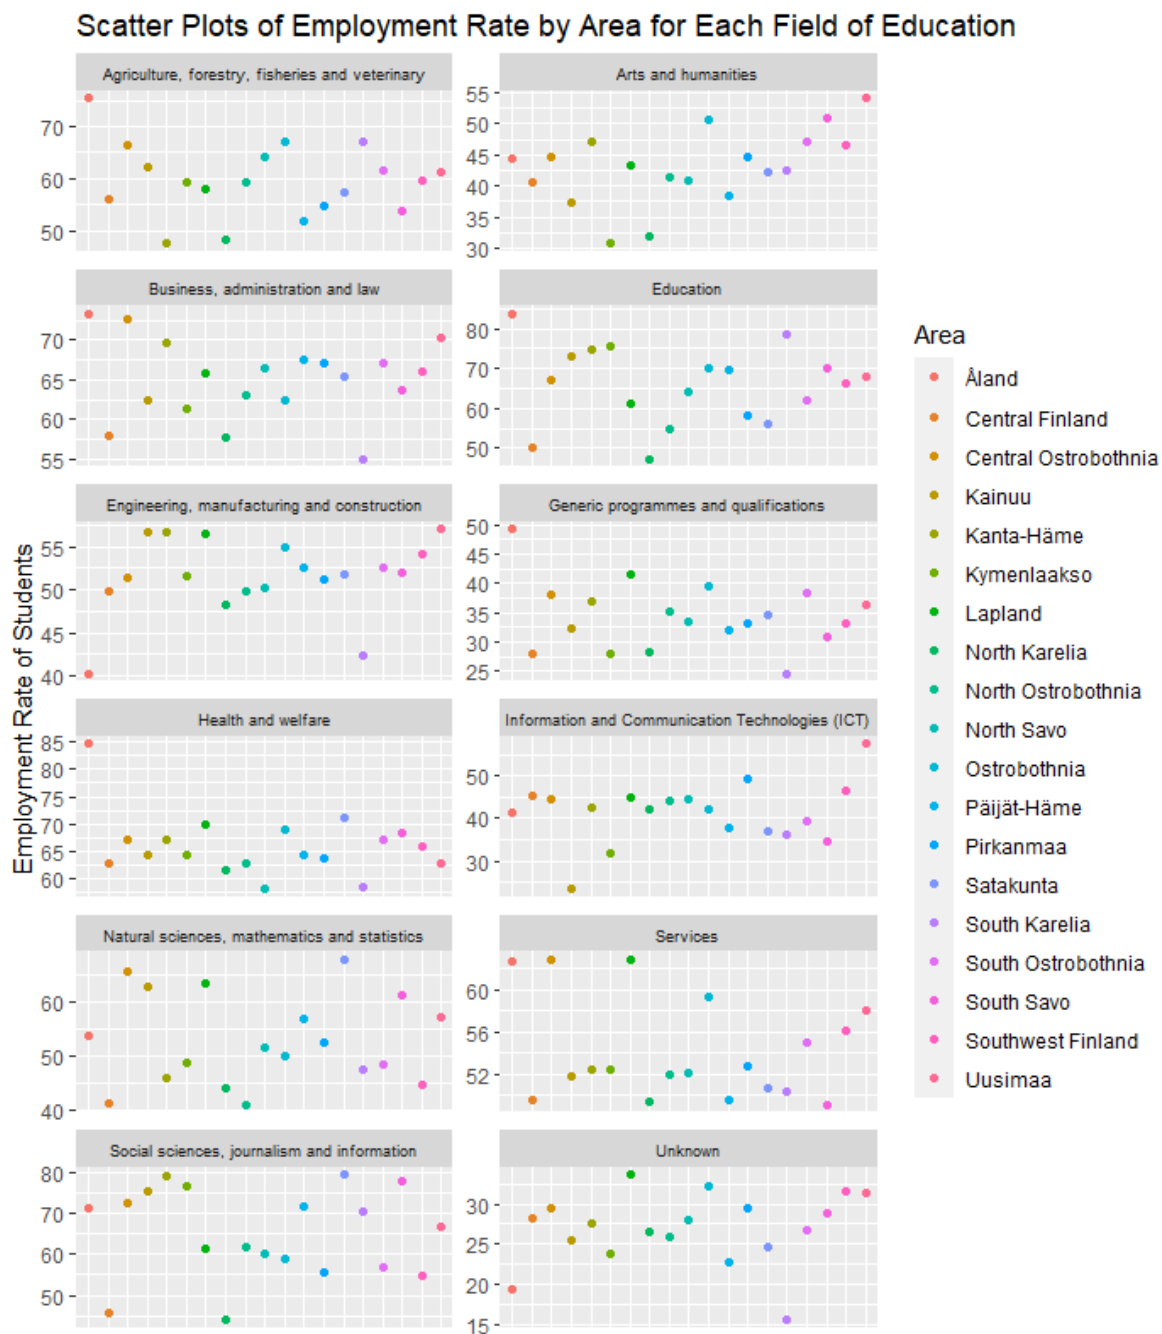 Scatter Plots of Employment Rate by Area for Each Field of Education
Employment Rate of Students
Agriculture, forestry, fisheries and veterinary
70
60
50
Arts and humanities
55
50
45
40
35
30
Business, administration and law
70
65
60
55
Education
80
70
60
50
Engineering, manufacturing and construction
55
50
45
40
Generic programmes and qualifications
50
45
40
35
30
25
Health and welfare
85
80
75
70
65
60
Information and Communication Technologies (ICT)
50
40
30
Natural sciences, mathematics and statistics
60
50
40
Services
60
56
52
Social sciences, journalism and information
80
70
60
50
Unknown
30
25
20
15
Area
Åland
Central Finland
Central Ostrobothnia
Kainuu
Kanta-Häme
Kymenlaakso
Lapland
North Karelia
North Ostrobothnia
North Savo
Ostrobothnia
Päijät-Häme
Pirkanmaa
Satakunta
South Karelia
South Ostrobothnia
South Savo
Southwest Finland
Uusimaa